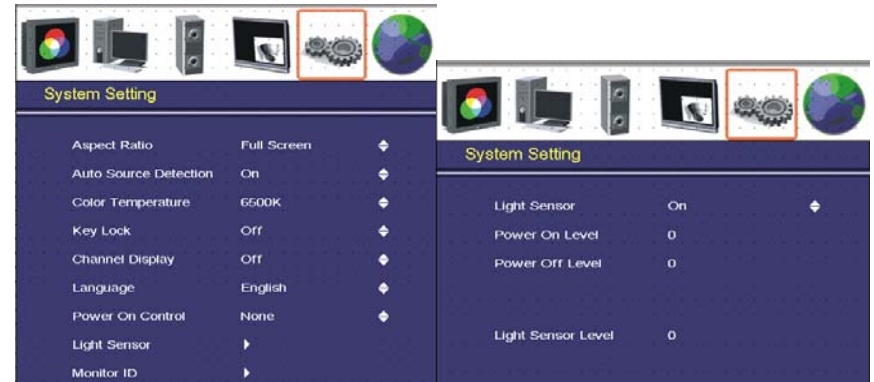 System Setting
Aspect Ratio Full Screen
Auto Source Detection On
Color Temperature 6500K
Key Lock Off
Channel Display Off
Language English
Power On Control None
Light Sensor
Monitor ID
System Setting
Light Sensor On
Power On Level 0
Power Off Level 0
Light Sensor Level 0